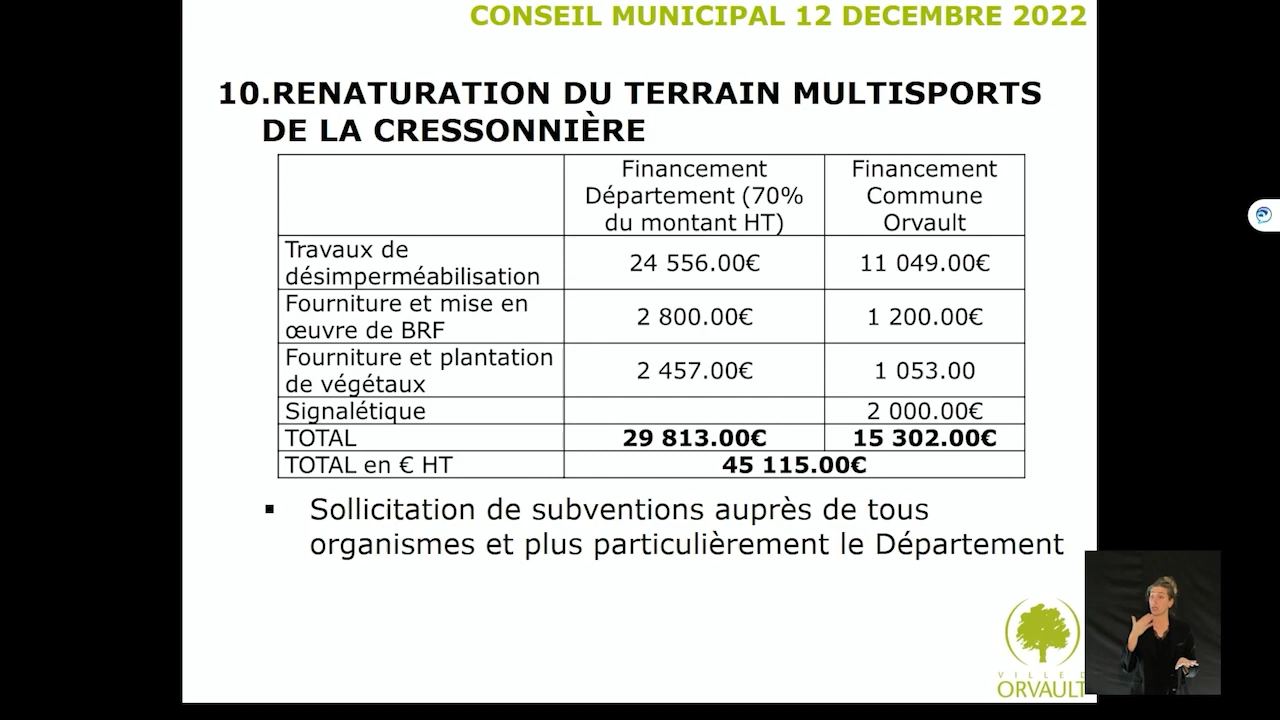 CONSEIL MUNICIPAL 12 DECEMBRE 2022
10.RENATURATION DU TERRAIN MULTISPORTS
DE LA CRESSONNIÈRE
Financement
Département (70%
du montant HT)
Financement
Commune
Orvault
Travaux de
désimperméabilisation
24 556.00€
11 049.00€
Fourniture et mise en
œuvre de BRF
2 800.00€
1 200.00€
Fourniture et plantation
de végétaux
2 457.00€
1 053.00
Signalétique
2 000.00€
TOTAL
29 813.00€
15 302.00€
TOTAL en € HT
45 115.00€
▪ Sollicitation de subventions auprès de tous
organismes et plus particulièrement le Département
VILLE D
ORVAULT